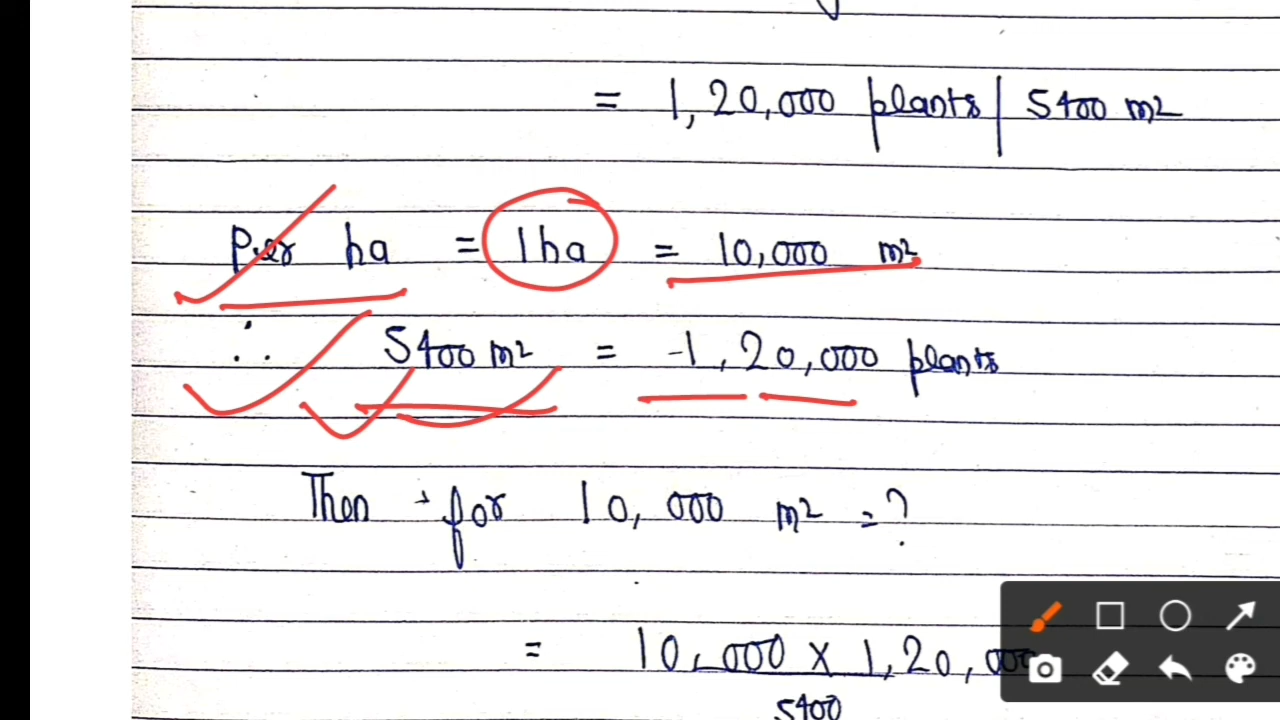 = 1,20,000 plants | 5400 m²
Per ha = 1ha = 10,000 m²
∴ 5400 m² = 1,20,000 plants
Then for 10,000 m² = ?
= 10,000 x 1,20,000
5400